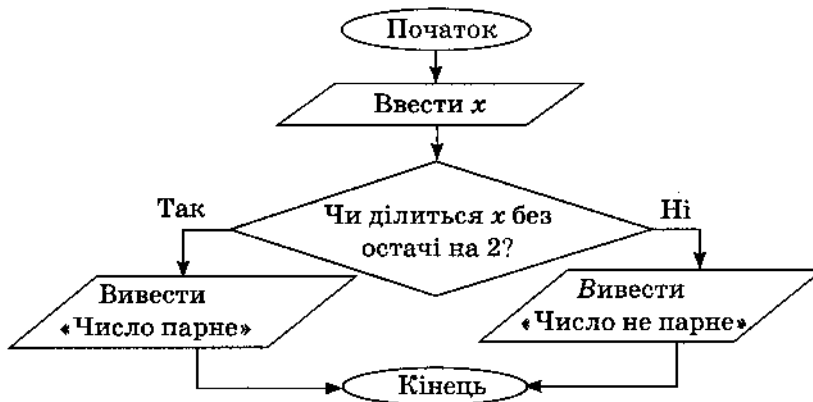 Початок
Ввести x
Чи ділиться x без
остачі на 2?
Так
Ні
Вивести
«Число парне»
Вивести
«Число не парне»
Кінець